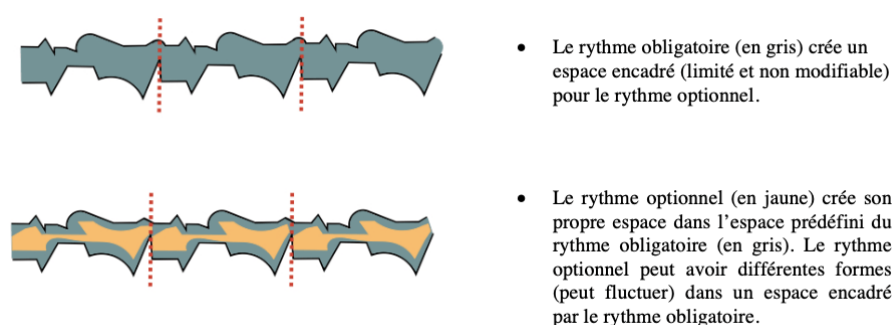 • Le rythme obligatoire (en gris) crée un
espace encadré (limité et non modifiable)
pour le rythme optionnel.
• Le rythme optionnel (en jaune) crée son
propre espace dans l’espace prédéfini du
rythme obligatoire (en gris). Le rythme
optionnel peut avoir différentes formes
(peut fluctuer) dans un espace encadré
par le rythme obligatoire.